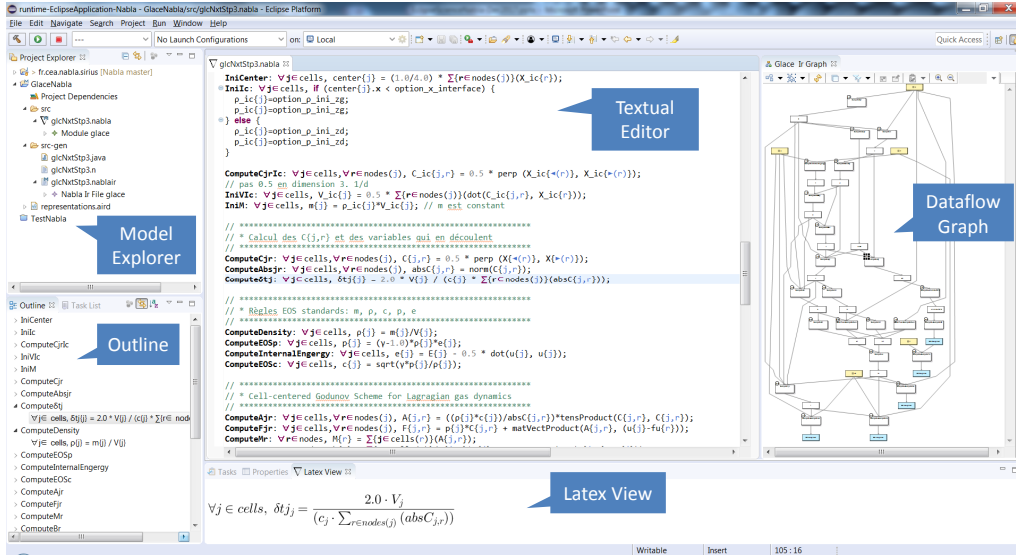 runtime-EclipseApplication-Nabla - GlaceNabla/src/glcNxtStp3.nabla - Eclipse Platform
File Edit Navigate Search Project Run Window Help
---
No Launch Configurations
on:
Local
Quick Access
Project Explorer
fr.cea.nabla.sirius [Nabla master]
GlaceNabla
Project Dependencies
src
glcNxtStp3.nabla
Module glace
src-gen
glcNxtStp3.java
glcNxtStp3.n
glcNxtStp3.nablair
Nabla Ir File glace
representations.aird
TestNabla
Model
Explorer
Outline
Task List
IniCenter
IniIc
ComputeCjrIc
IniVIc
IniM
ComputeCjr
ComputeAbsjr
Computeδtj
∀j∈ cells, δtj{j} = 2.0 * V{j} / (c{j} * ∑{r∈ node
ComputeDensity
∀j∈ cells, ρ{j} = m{j} / V{j}
ComputeEOSp
ComputeInternalEngergy
ComputeEOSc
ComputeAjr
ComputeFjr
ComputeMr
ComputeBr
Outline
glcNxtStp3.nabla
IniCenter: ∀j∈cells, center{j} = (1.0/4.0) * ∑{r∈nodes(j)}(X_ic{r});
IniIc: ∀j∈cells, if (center{j}.x < option_x_interface) {
ρ_ic{j}=option_ρ_ini_zg;
p_ic{j}=option_p_ini_zg;
} else {
ρ_ic{j}=option_ρ_ini_zd;
p_ic{j}=option_p_ini_zd;
}
ComputeCjrIc: ∀j∈cells,∀r∈nodes(j), C_ic{j,r} = 0.5 * perp (X_ic{◄(r)}, X_ic{►(r)});
// pas 0.5 en dimension 3. 1/d
IniVIc: ∀j∈cells, V_ic{j} = 0.5 * ∑{r∈nodes(j)}(dot(C_ic{j,r}, X_ic{r}));
IniM: ∀j∈cells, m{j} = ρ_ic{j}*V_ic{j}; // m est constant
// * Calcul des C{j,r} et des variables qui en découlent
ComputeCjr: ∀j∈cells,∀r∈nodes(j), C{j,r} = 0.5 * perp (X{◄(r)}, X{►(r)});
ComputeAbsjr: ∀j∈cells,∀r∈nodes(j), absC{j,r} = norm(C{j,r});
Computeδtj: ∀j∈cells, δtj{j} = 2.0 * V{j} / (c{j} * ∑{r∈nodes(j)}(absC{j,r}));
// * Règles EOS standards: m, ρ, c, p, e
ComputeDensity: ∀j∈cells, ρ{j} = m{j}/V{j};
ComputeEOSp: ∀j∈cells, p{j} = (γ-1.0)*ρ{j}*e{j};
ComputeInternalEngergy: ∀j∈cells, e{j} = E{j} - 0.5 * dot(u{j}, u{j});
ComputeEOSc: ∀j∈cells, c{j} = sqrt(γ*p{j}/ρ{j});
// * Cell-centered Godunov Scheme for Lagragian gas dynamics
ComputeAjr: ∀j∈cells,∀r∈nodes(j), A{j,r} = ((ρ{j}*c{j})/absC{j,r})*tensProduct(C{j,r}, C{j,r});
ComputeFjr: ∀j∈cells,∀r∈nodes(j), F{j,r} = p{j}*C{j,r} + matVectProduct(A{j,r}, (u{j}-fu{r}));
ComputeMr: ∀r∈nodes, M{r} = ∑{j∈cells(r)}(A{j,r});
Textual
Editor
Glace Ir Graph
Dataflow
Graph
Tasks
Properties
Latex View
∀j ∈ cells, δtj_j = 2.0 · V_j / (c_j · ∑_{r∈nodes(j)} (absC_{j,r}))
Latex View
Writable
Insert
105 : 16